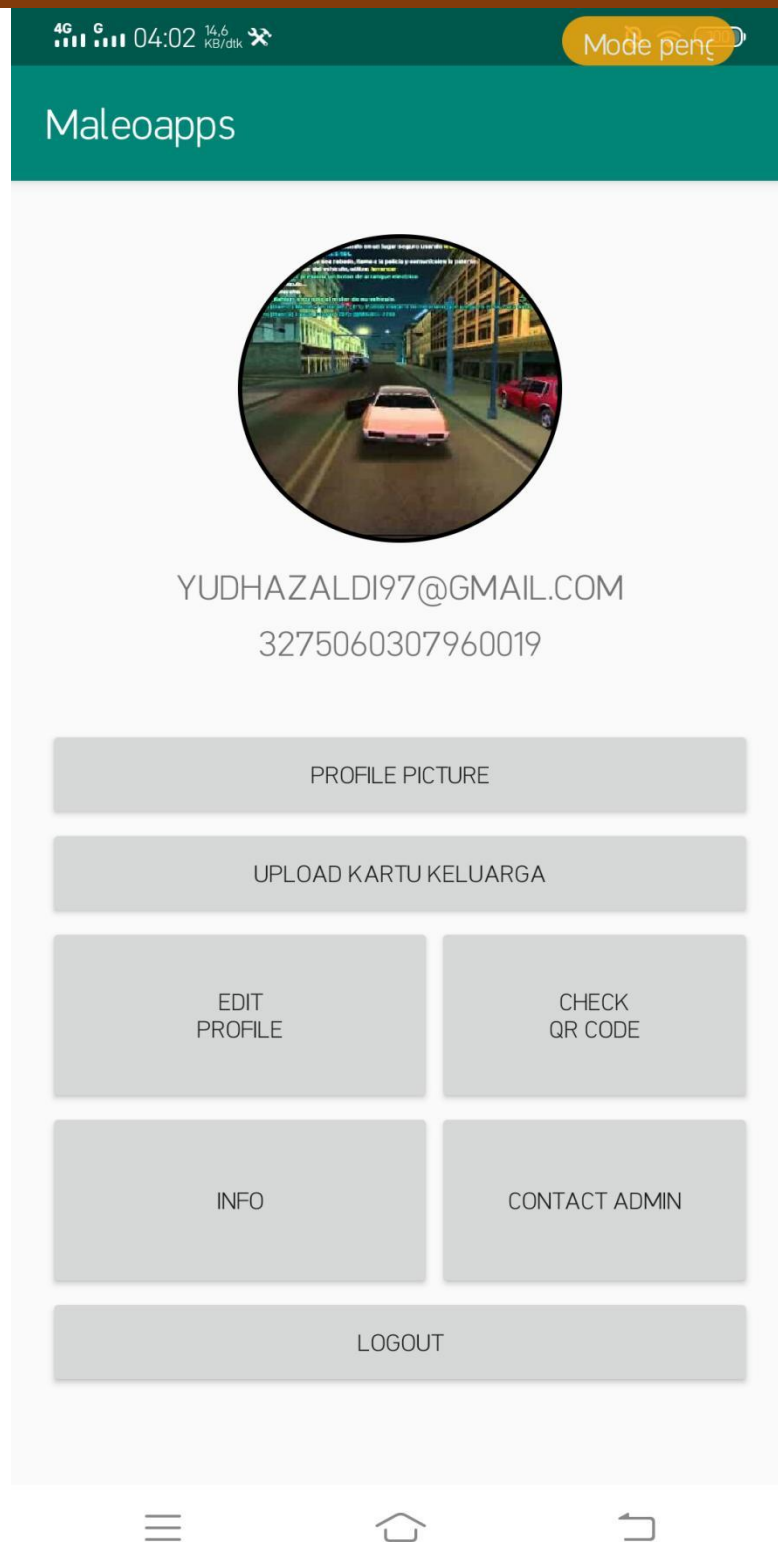 4G G 04:02 14,6 KB/dtk
Mode peng
Maleoapps
YUDHAZALDI97@GMAIL.COM
3275060307960019
PROFILE PICTURE
UPLOAD KARTU KELUARGA
EDIT
PROFILE
CHECK
QR CODE
INFO
CONTACT ADMIN
LOGOUT